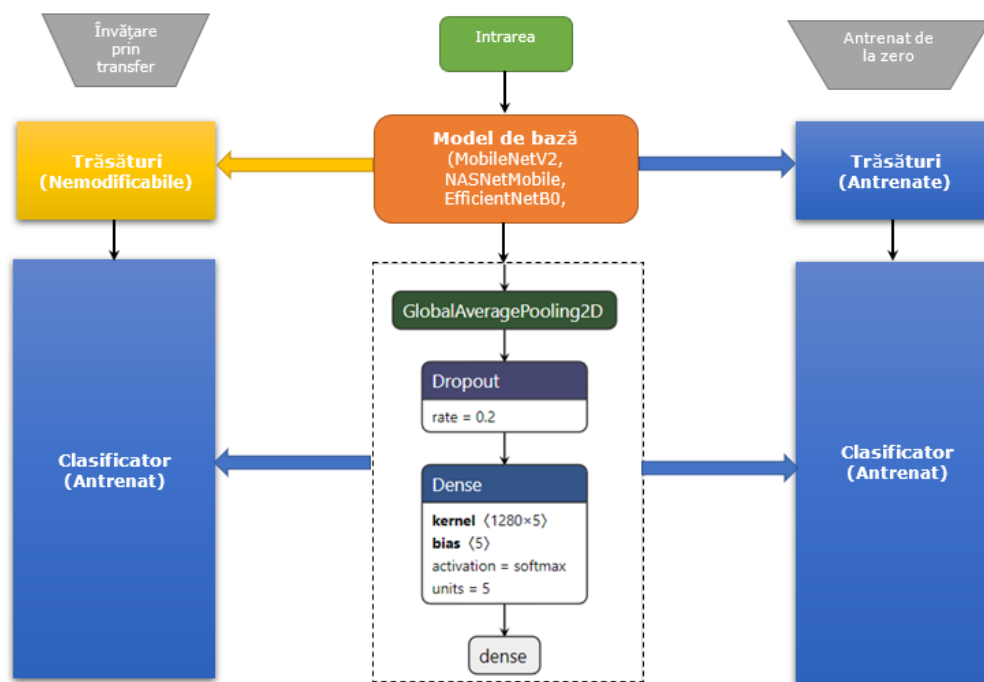 Învăţare
prin
transfer
Intrarea
Antrenat de
la zero
Trăsături
(Nemodificabile)
Model de bază
(MobileNetV2,
NASNetMobile,
EfficientNetB0,
Trăsături
(Antrenate)
Clasificator
(Antrenat)
GlobalAveragePooling2D
Dropout
rate = 0.2
Dense
kernel ⟨1280×5⟩
bias ⟨5⟩
activation = softmax
units = 5
dense
Clasificator
(Antrenat)